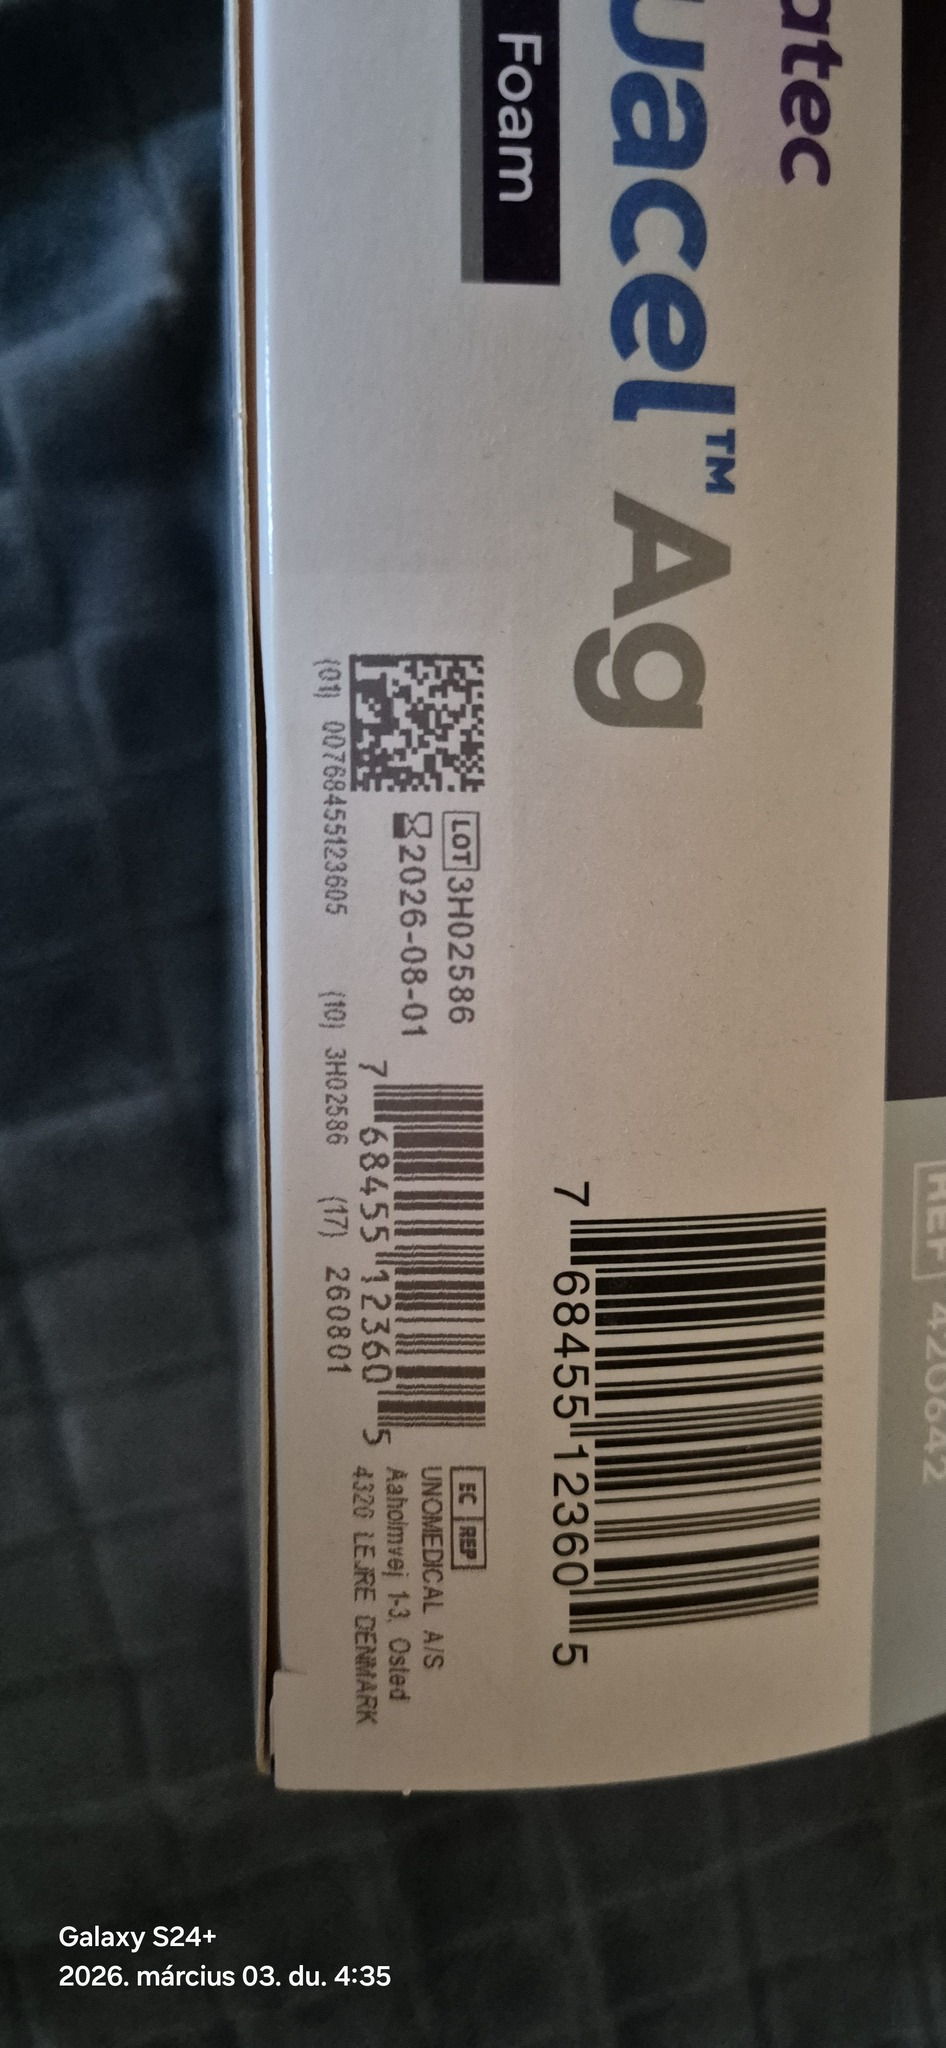 atec
uacel™ Ag
Foam
LOT 3H02586
2026-08-01
(01) 00768455123605 (10) 3H02586 (17) 260801
7 68455 12360 5
EC REP
UNOMEDICAL A/S
Aaholmvej 1-3, Osted
4320 LEJRE DENMARK
7 68455 12360 5
REF 420642
Galaxy S24+
2026. március 03. du. 4:35